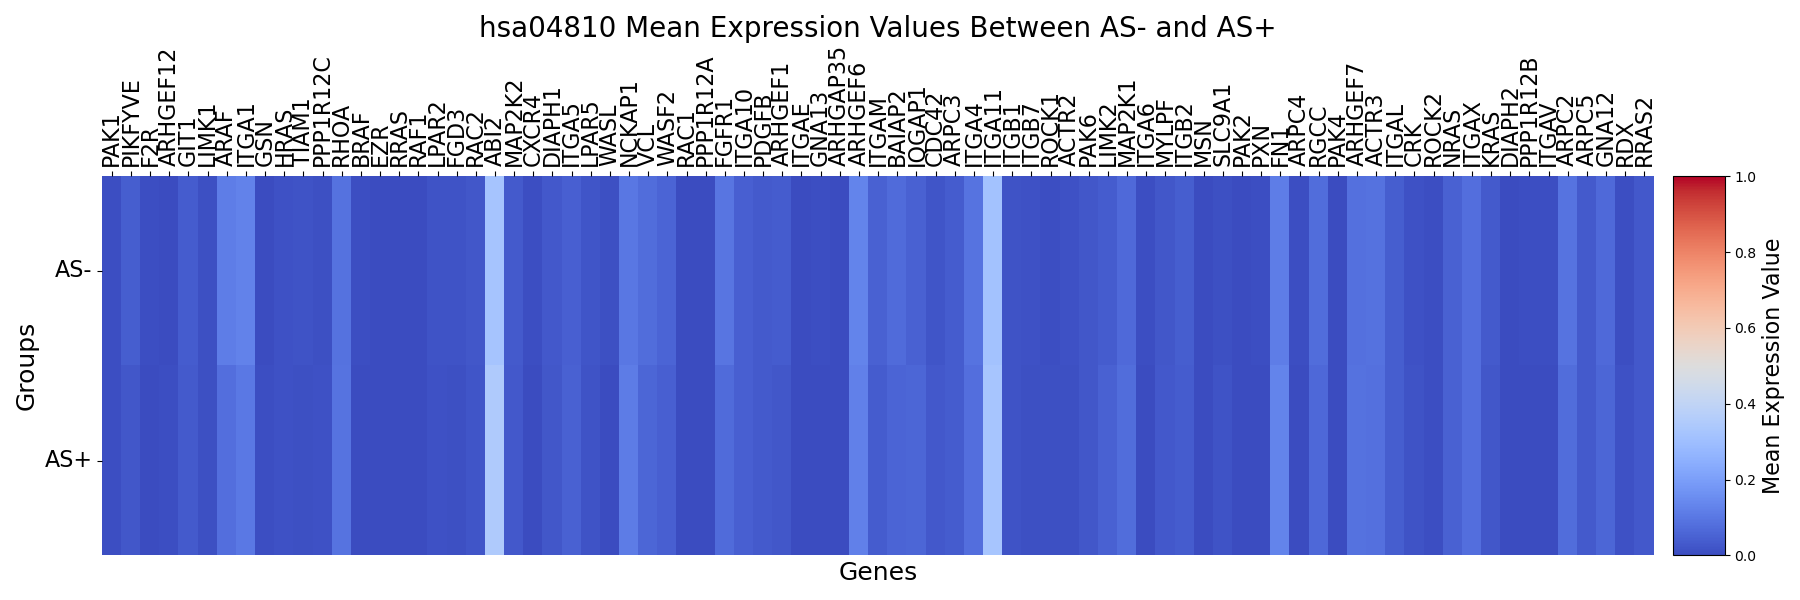 hsa04810 Mean Expression Values Between AS- and AS+
PAK1
PIKFYVE
F2R
ARHGEF12
GIT1
LIMK1
ARAF
ITGA1
GSN
HRAS
TIAM1
PPP1R12C
RHOA
BRAF
EZR
RRAS
RAF1
LPAR2
FGD3
RAC2
ABI2
MAP2K2
CXCR4
DIAPH1
ITGA5
LPAR5
WASL
NCKAP1
VCL
WASF2
RAC1
PPP1R12A
FGFR1
ITGA10
PDGFB
ARHGEF1
ITGAE
GNA13
ARHGAP35
ARHGEF6
ITGAM
BAIAP2
IQGAP1
CDC42
ARPC3
ITGA4
ITGA11
ITGB1
ITGB7
ROCK1
ACTR2
PAK6
LIMK2
MAP2K1
ITGA6
MYLPF
ITGB2
MSN
SLC9A1
PAK2
PXN
FN1
ARPC4
RGCC
PAK4
ARHGEF7
ACTR3
ITGAL
CRK
ROCK2
NRAS
ITGAX
KRAS
DIAPH2
PPP1R12B
ITGAV
ARPC2
ARPC5
GNA12
RDX
RRAS2
AS-
AS+
Groups
Genes
1.0
0.8
0.6
0.4
0.2
0.0
Mean Expression Value